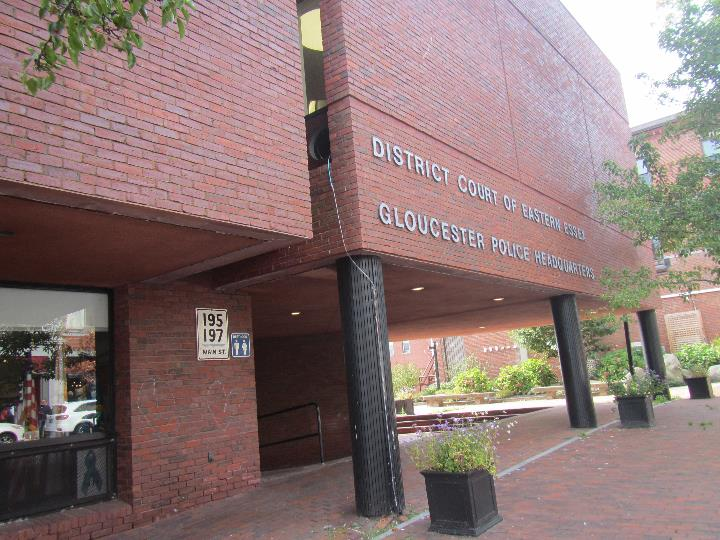 DISTRICT COURT OF EASTERN ESSEX
GLOUCESTER POLICE HEADQUARTERS
195
197
MAIN ST.